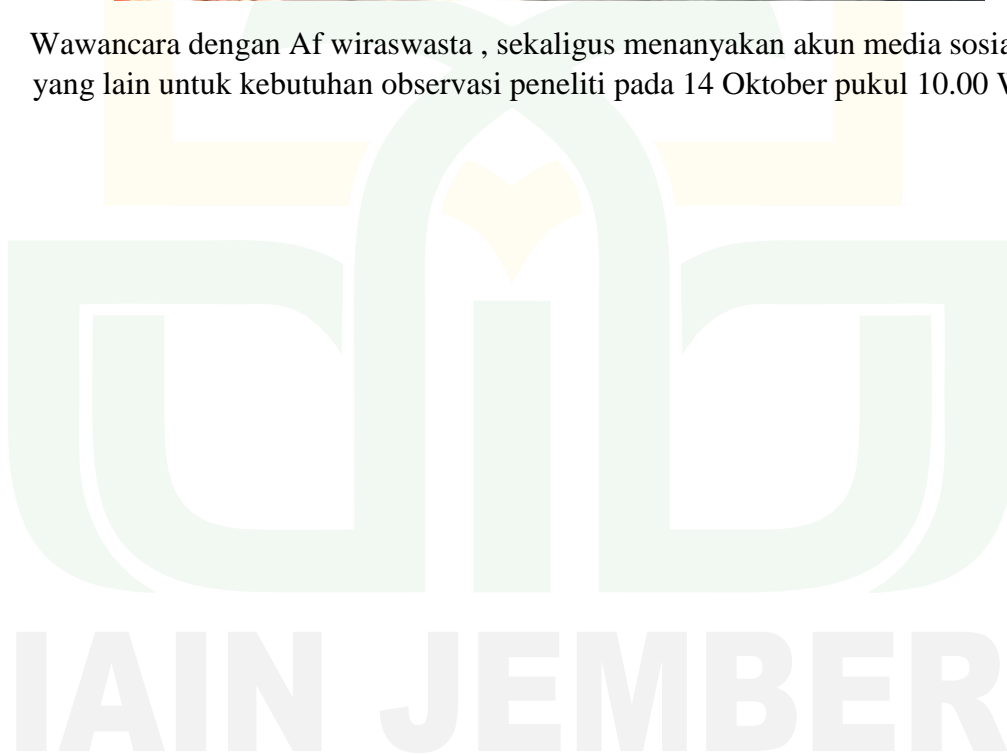 Wawancara dengan Af wiraswasta , sekaligus menanyakan akun media
yang lain untuk kebutuhan observasi peneliti pada 14 Oktober pukul 10.00
IAIN JEMBER